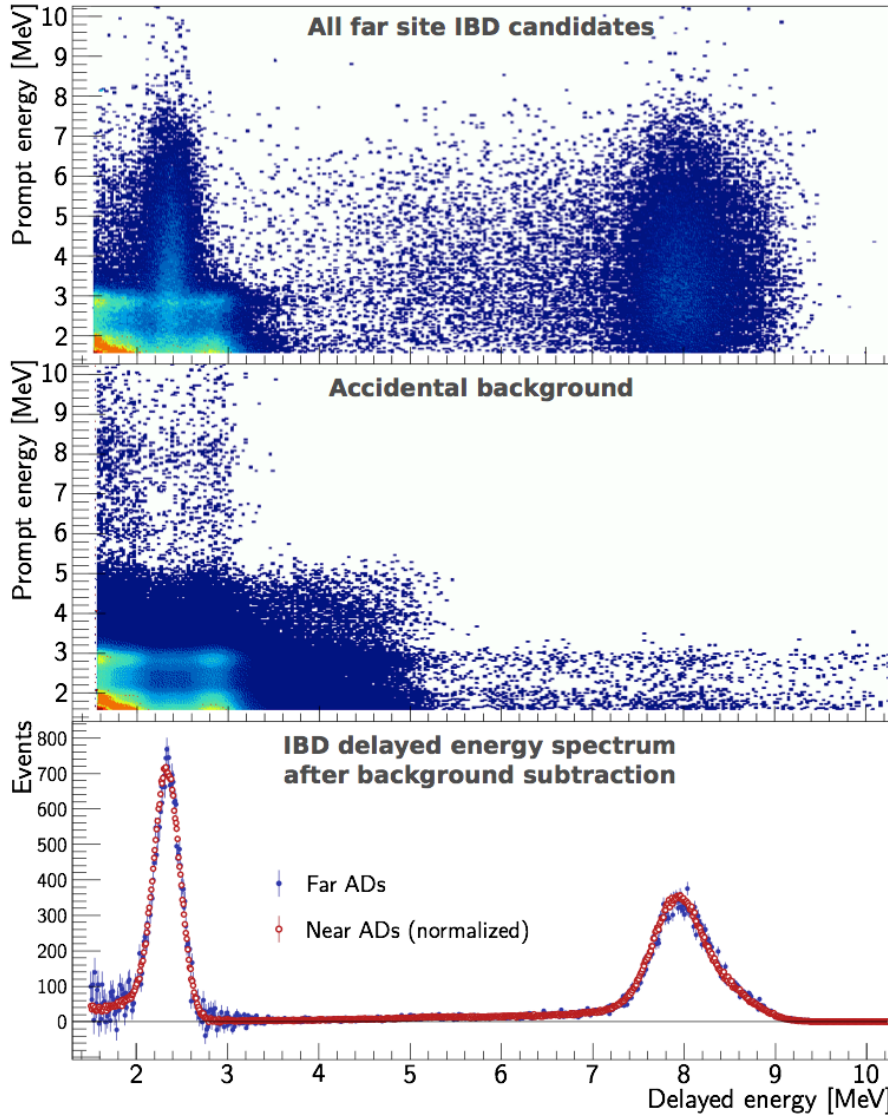 All far site IBD candidates
Prompt energy [MeV]
10
9
8
7
6
5
4
3
2
Accidental background
Prompt energy [MeV]
10
9
8
7
6
5
4
3
2
IBD delayed energy spectrum
after background subtraction
Events
800
700
600
500
400
300
200
100
0
Far ADs
Near ADs (normalized)
2 3 4 5 6 7 8 9 10
Delayed energy [MeV]